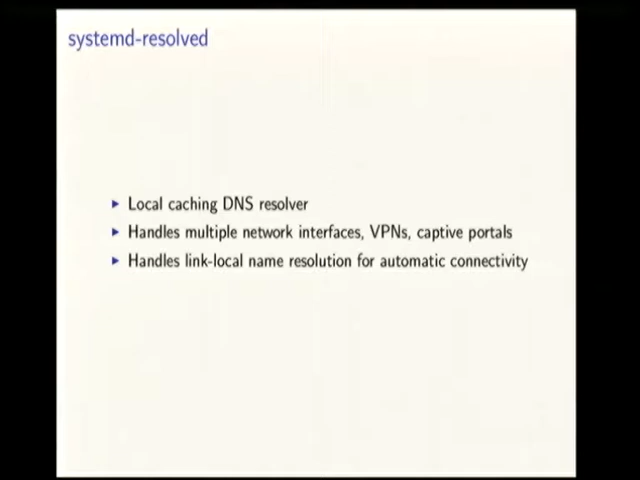 systemd-resolved
▶ Local caching DNS resolver
▶ Handles multiple network interfaces, VPNs, captive portals
▶ Handles link-local name resolution for automatic connectivity